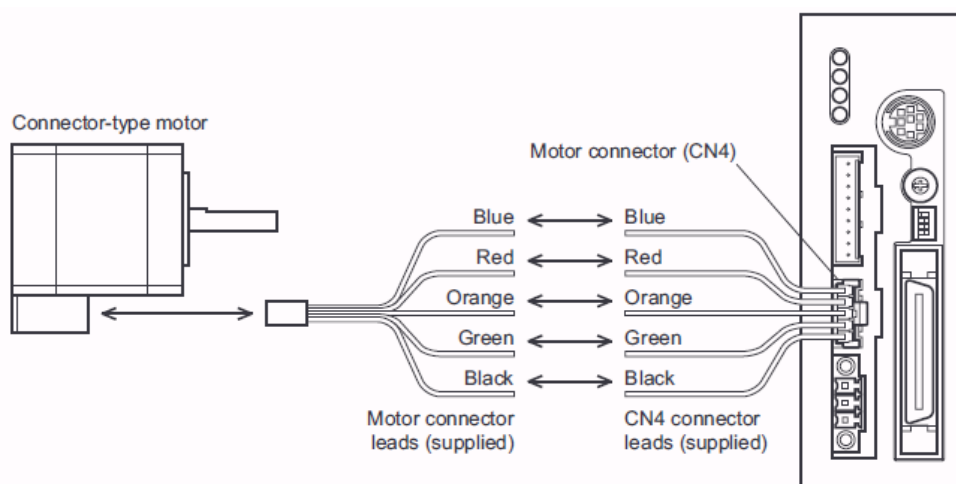 Connector-type motor
Motor connector (CN4)
Blue Blue
Red Red
Orange Orange
Green Green
Black Black
Motor connector
leads (supplied)
CN4 connector
leads (supplied)